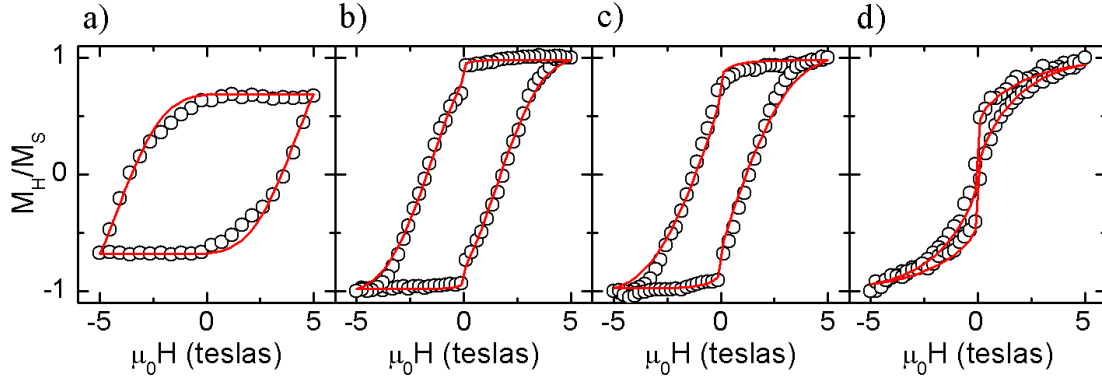 a) b) c) d)
1
0
-1
M_H/M_S
-5 0 5 -5 0 5 -5 0 5 -5 0 5
μ₀H (teslas) μ₀H (teslas) μ₀H (teslas) μ₀H (teslas)